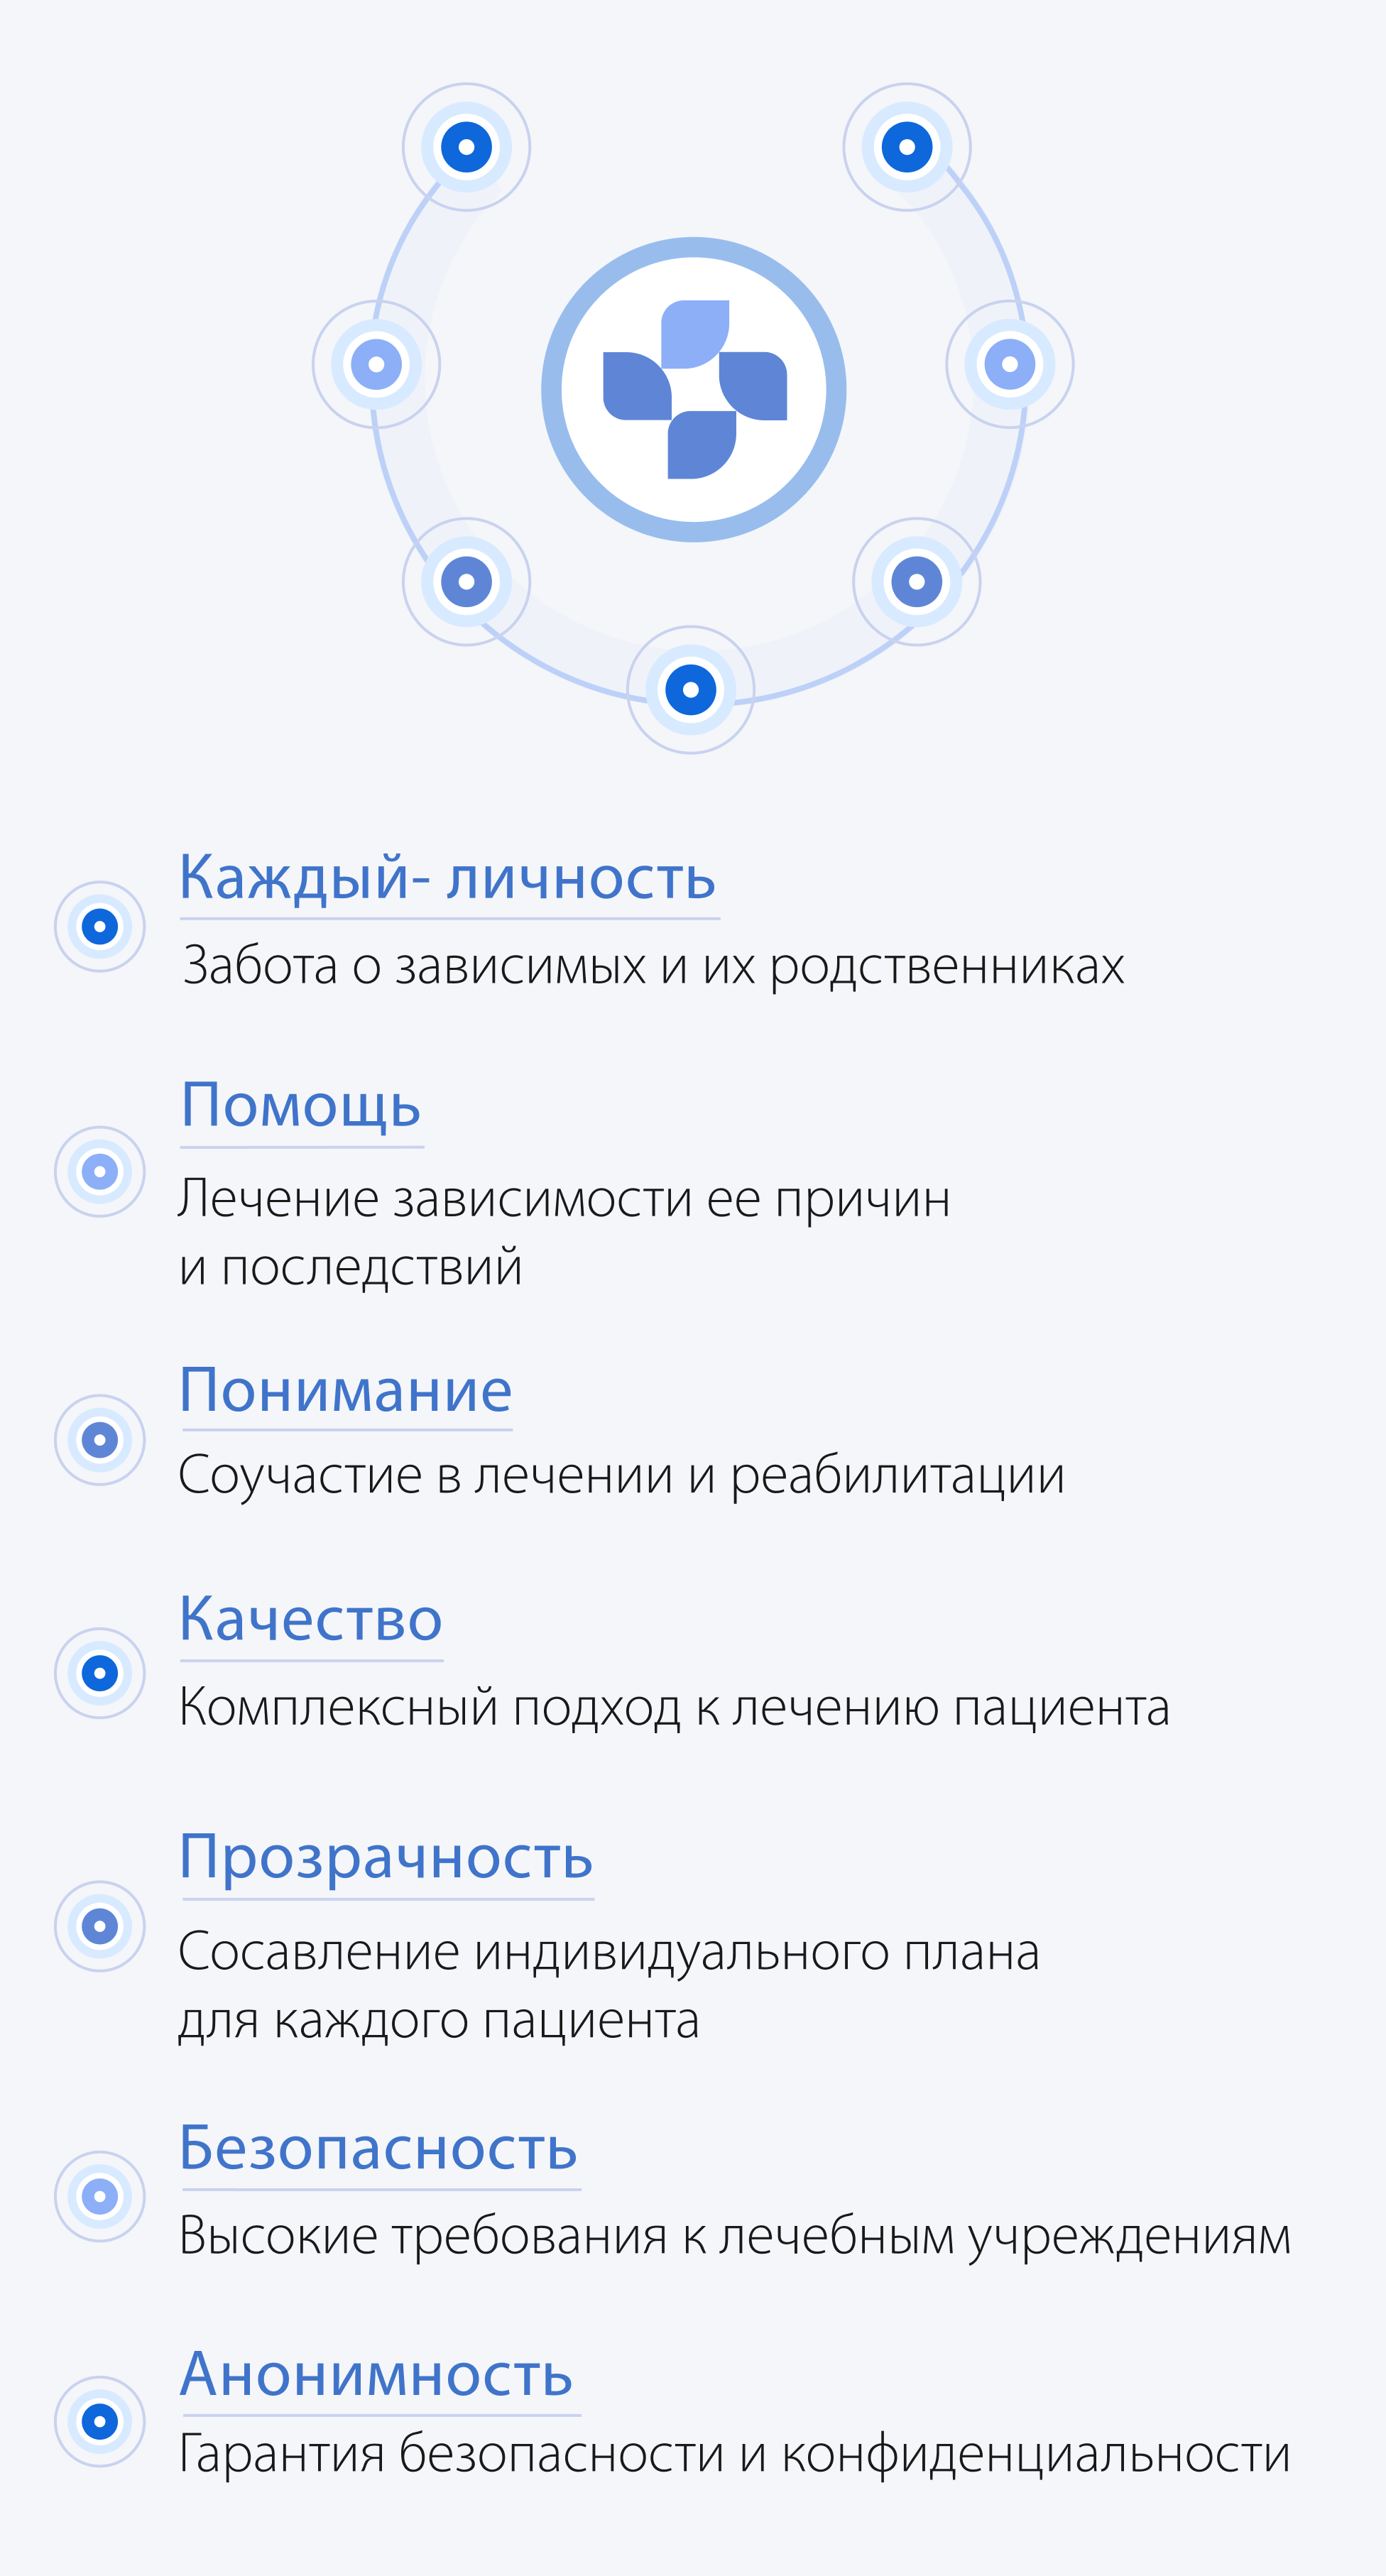 Каждый- личность
Забота о зависимых и их родственниках
Помощь
Лечение зависимости ее причин
и последствий
Понимание
Соучастие в лечении и реабилитации
Качество
Комплексный подход к лечению пациента
Прозрачность
Сосавление индивидуального плана
для каждого пациента
Безопасность
Высокие требования к лечебным учреждениям
Анонимность
Гарантия безопасности и конфиденциальности